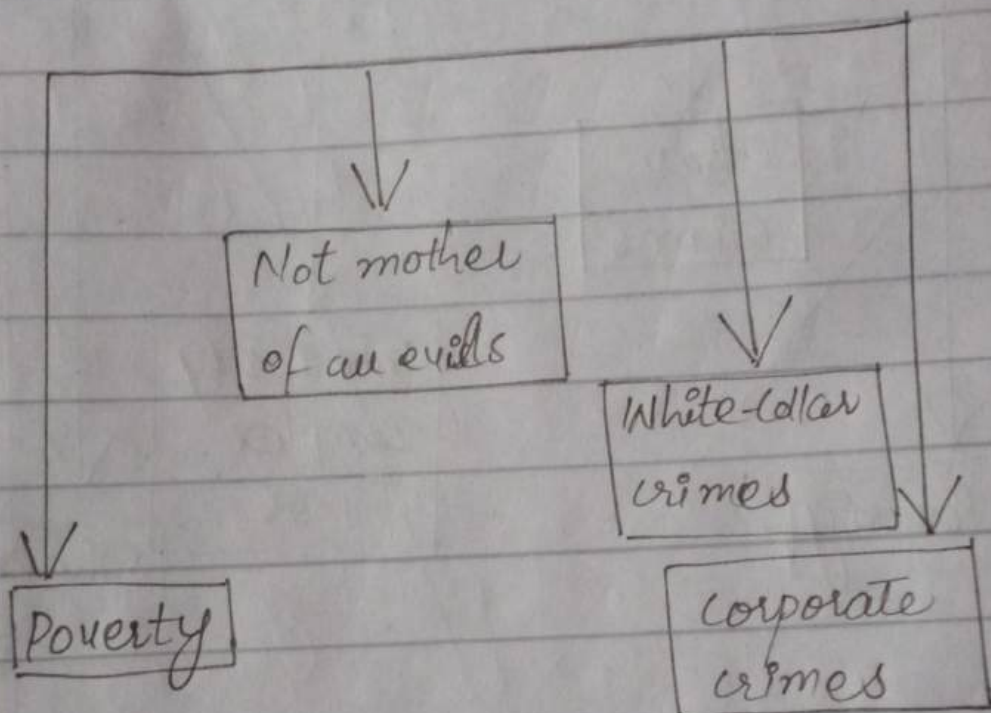 Not mother
of all evils
White-Collar
crimes
Poverty
Corporate
crimes